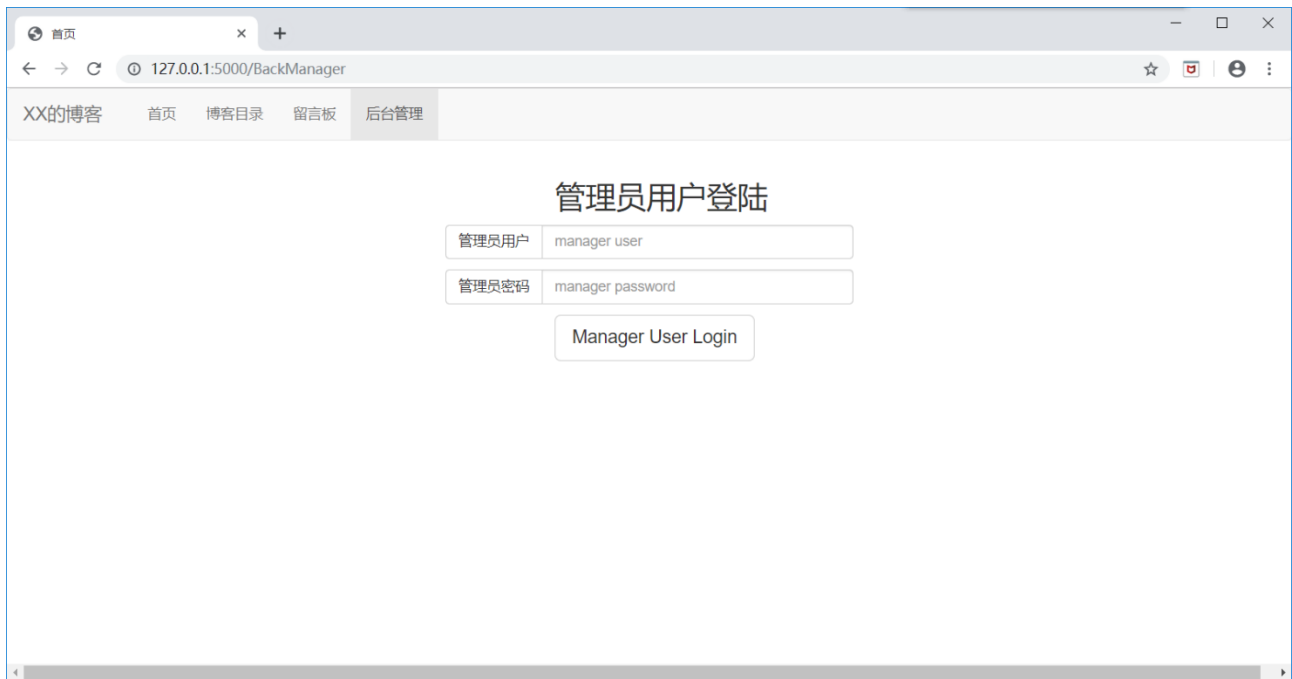 首页
127.0.0.1:5000/BackManager
XX的博客 首页 博客目录 留言板 后台管理
管理员用户登陆
管理员用户 manager user
管理员密码 manager password
Manager User Login